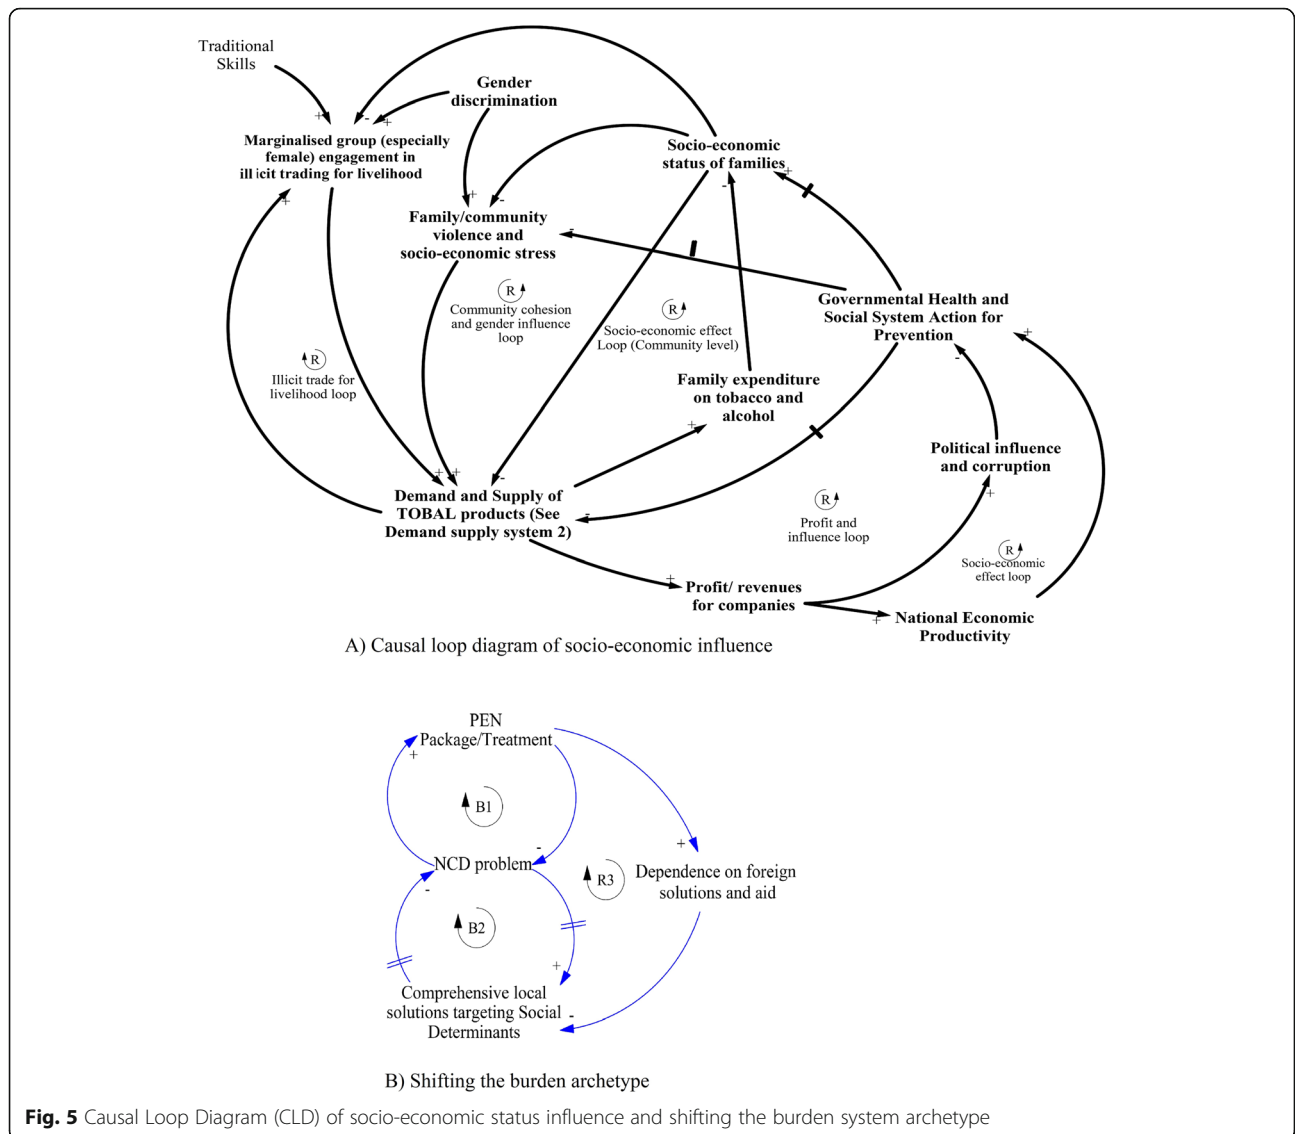 Traditional
Skills
Gender
discrimination
Marginalised group (especially
female) engagement in
illicit trading for livelihood
Socio-economic
status of families
Family/community
violence and
socio-economic stress
R
Community cohesion
and gender influence
loop
R
Socio-economic effect
Loop (Community level)
Governmental Health and
Social System Action for
Prevention
R
Illicit trade for
livelihood loop
Family expenditure
on tobacco and
alcohol
Political influence
and corruption
Demand and Supply of
TOBAL products (See
Demand supply system 2)
R
Profit and
influence loop
R
Socio-economic
effect loop
Profit/ revenues
for companies
National Economic
Productivity
+
-
+
+
-
-
+
-
+
+
+
-
+
-
-
+
+
-
+
+
A) Causal loop diagram of socio-economic influence
PEN
Package/Treatment
+
B1
-
+
NCD problem
R3
Dependence on foreign
solutions and aid
-
B2
+
Comprehensive local
solutions targeting Social
Determinants
-
B) Shifting the burden archetype
Fig. 5 Causal Loop Diagram (CLD) of socio-economic status influence and shifting the burden system archetype